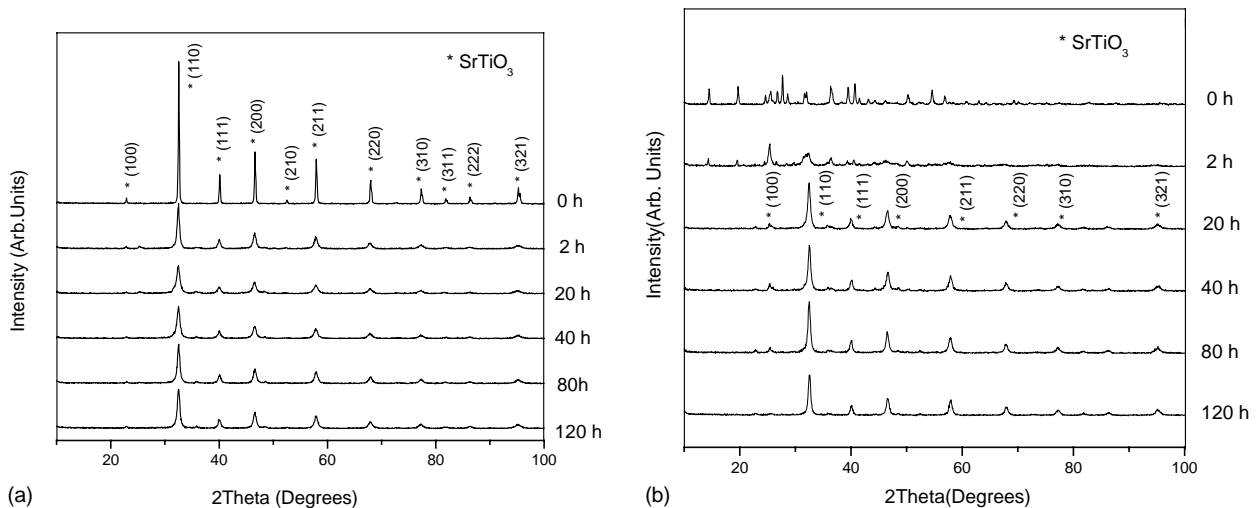 * SrTiO3
* (100)
* (110)
* (111)
* (200)
* (210)
* (211)
* (220)
* (310)
* (311)
* (222)
* (321)
0 h
2 h
20 h
40 h
80h
120 h
Intensity (Arb.Units)
20 40 60 80 100
2Theta (Degrees)
(a)
* SrTiO3
0 h
2 h
* (100)
* (110)
* (111)
* (200)
* (211)
* (220)
* (310)
* (321)
20 h
40 h
80 h
120 h
Intensity(Arb. Units)
20 40 60 80 100
2Theta(Degrees)
(b)